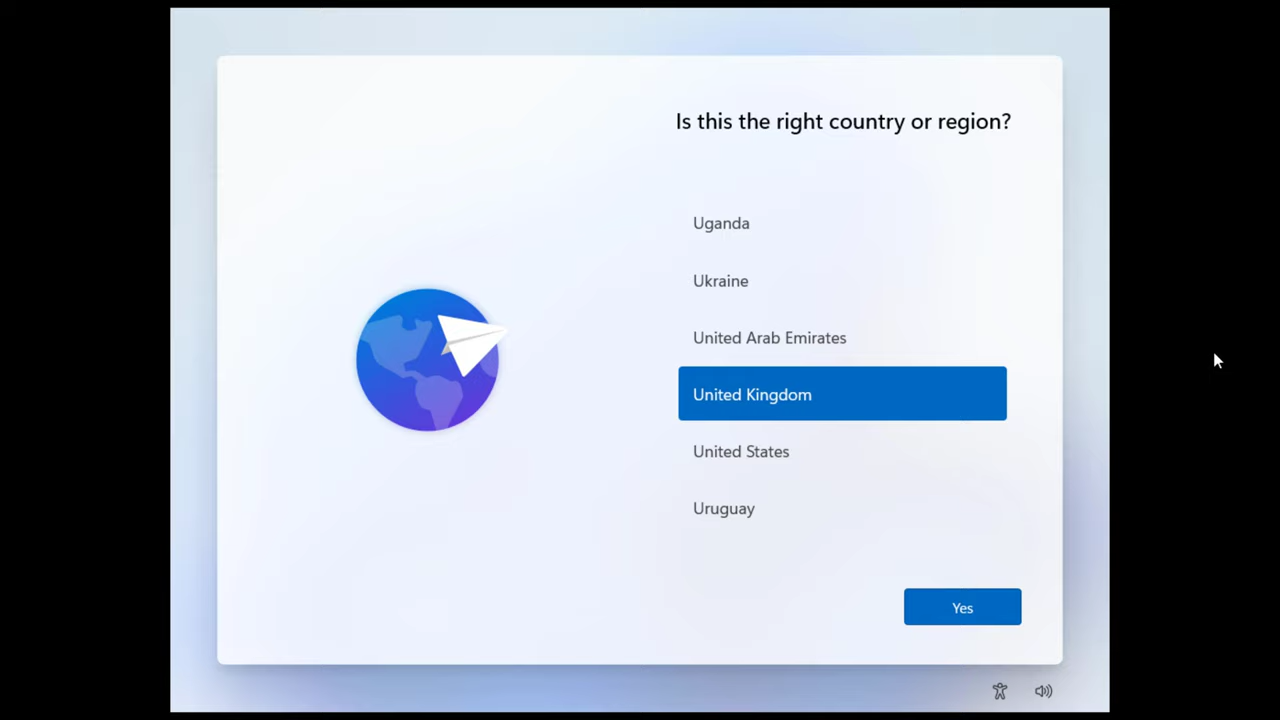 Is this the right country or region?
Uganda
Ukraine
United Arab Emirates
United Kingdom
United States
Uruguay
Yes